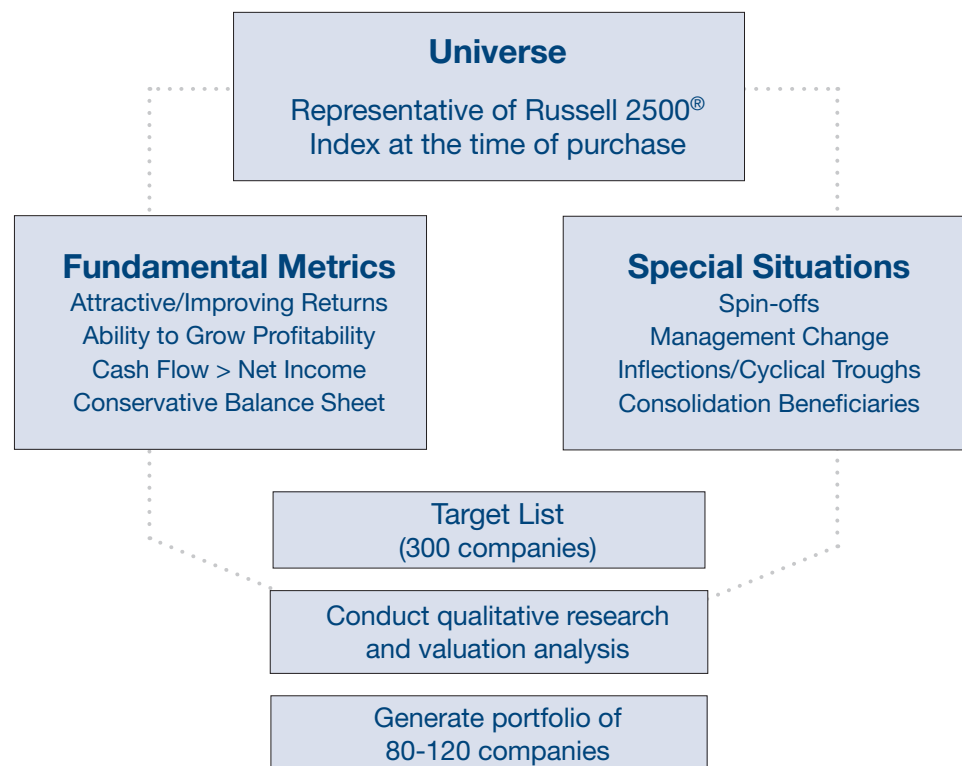 Universe
Representative of Russell 2500®
Index at the time of purchase
Fundamental Metrics
Attractive/Improving Returns
Ability to Grow Profitability
Cash Flow > Net Income
Conservative Balance Sheet
Special Situations
Spin-offs
Management Change
Inflections/Cyclical Troughs
Consolidation Beneficiaries
Target List
(300 companies)
Conduct qualitative research
and valuation analysis
Generate portfolio of
80-120 companies